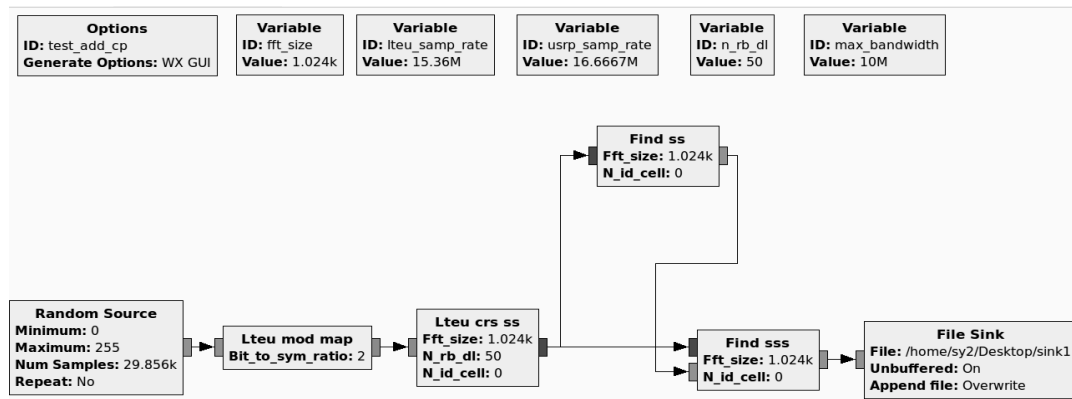 Options
ID: test_add_cp
Generate Options: WX GUI
Variable
ID: fft_size
Value: 1.024k
Variable
ID: lteu_samp_rate
Value: 15.36M
Variable
ID: usrp_samp_rate
Value: 16.6667M
Variable
ID: n_rb_dl
Value: 50
Variable
ID: max_bandwidth
Value: 10M
Find ss
Fft_size: 1.024k
N_id_cell: 0
Random Source
Minimum: 0
Maximum: 255
Num Samples: 29.856k
Repeat: No
Lteu mod map
Bit_to_sym_ratio: 2
Lteu crs ss
Fft_size: 1.024k
N_rb_dl: 50
N_id_cell: 0
Find sss
Fft_size: 1.024k
N_id_cell: 0
File Sink
File: /home/sy2/Desktop/sink1
Unbuffered: On
Append file: Overwrite